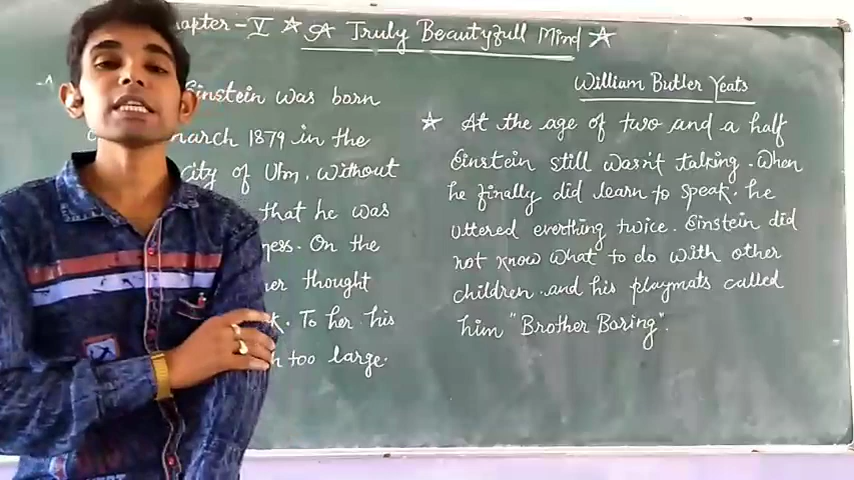 apter - V ☆ A Truly Beautyfull Mind ☆
William Butler Yeats
Einstein was born
march 1879 in the
city of Ulm. without
that he was
ness. On the
er thought
k. To her his
too large.
☆ At the age of two and a half
Einstein still wasn't talking. When
he finally did learn to speak. he
uttered everthing twice. Einstein did
not know what to do with other
children. and his playmats called
him "Brother Boring".